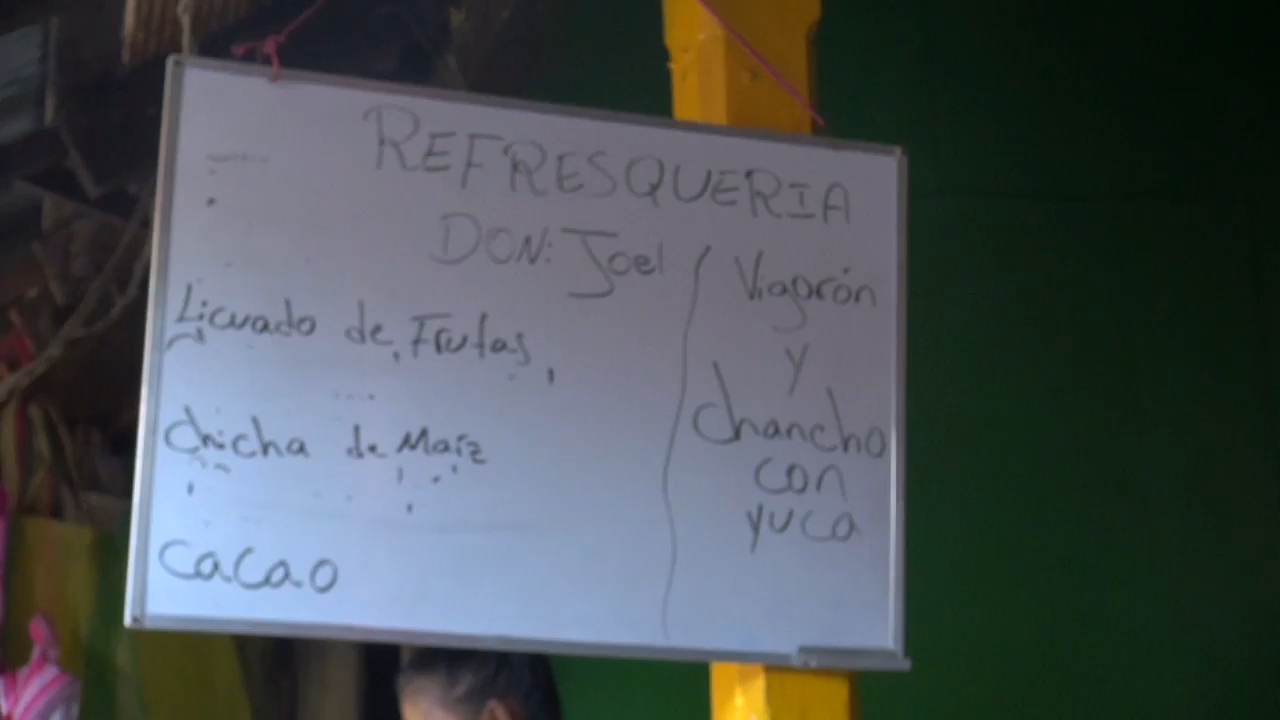 REFRESQUERIA
DON: Joel
Licuado de Frutas
Chicha de Maíz
cacao
Vigorón
y
chancho
con
yuca